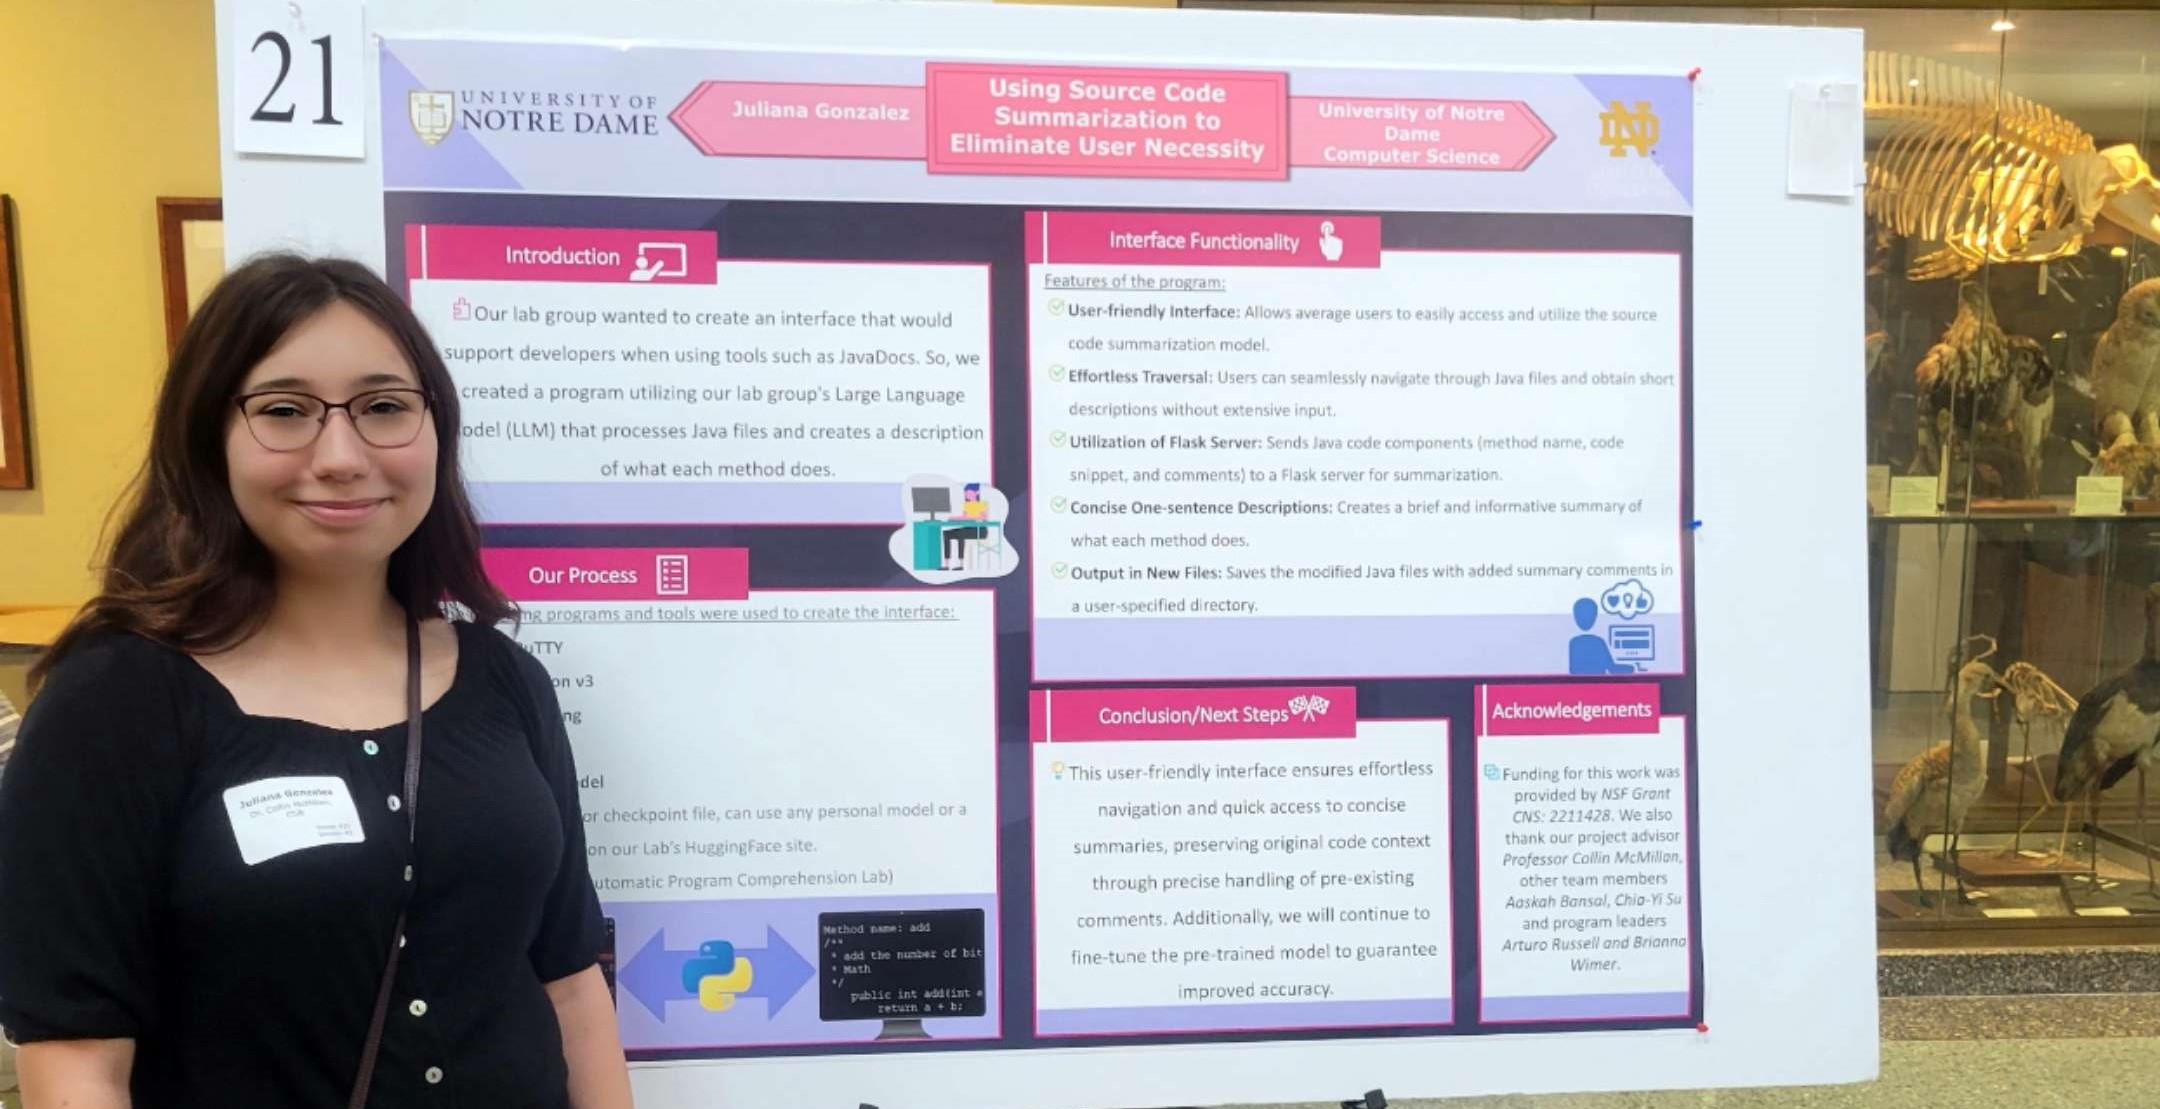 21
UNIVERSITY OF
NOTRE DAME
Juliana Gonzalez
Using Source Code
Summarization to
Eliminate User Necessity
University of Notre
Dame
Computer Science
ND
Introduction
Our lab group wanted to create an interface that would
support developers when using tools such as JavaDocs. So, we
created a program utilizing our lab group's Large Language
odel (LLM) that processes Java files and creates a description
of what each method does.
Our Process
ng programs and tools were used to create the interface:
uTTY
on v3
ng
del
or checkpoint file, can use any personal model or a
on our Lab's HuggingFace site.
utomatic Program Comprehension Lab)
Method name: add
/**
* add the number of bit
* Math
*/
public int add(int a
return a + b;
Interface Functionality
Features of the program:
User-friendly Interface: Allows average users to easily access and utilize the source
code summarization model.
Effortless Traversal: Users can seamlessly navigate through Java files and obtain short
descriptions without extensive input.
Utilization of Flask Server: Sends Java code components (method name, code
snippet, and comments) to a Flask server for summarization.
Concise One-sentence Descriptions: Creates a brief and informative summary of
what each method does.
Output in New Files: Saves the modified Java files with added summary comments in
a user-specified directory.
Conclusion/Next Steps
This user-friendly interface ensures effortless
navigation and quick access to concise
summaries, preserving original code context
through precise handling of pre-existing
comments. Additionally, we will continue to
fine-tune the pre-trained model to guarantee
improved accuracy.
Acknowledgements
Funding for this work was
provided by NSF Grant
CNS: 2211428. We also
thank our project advisor
Professor Collin McMillan,
other team members
Aaskah Bansal, Chia-Yi Su
and program leaders
Arturo Russell and Brianna
Wimer.
Juliana Gonzalez